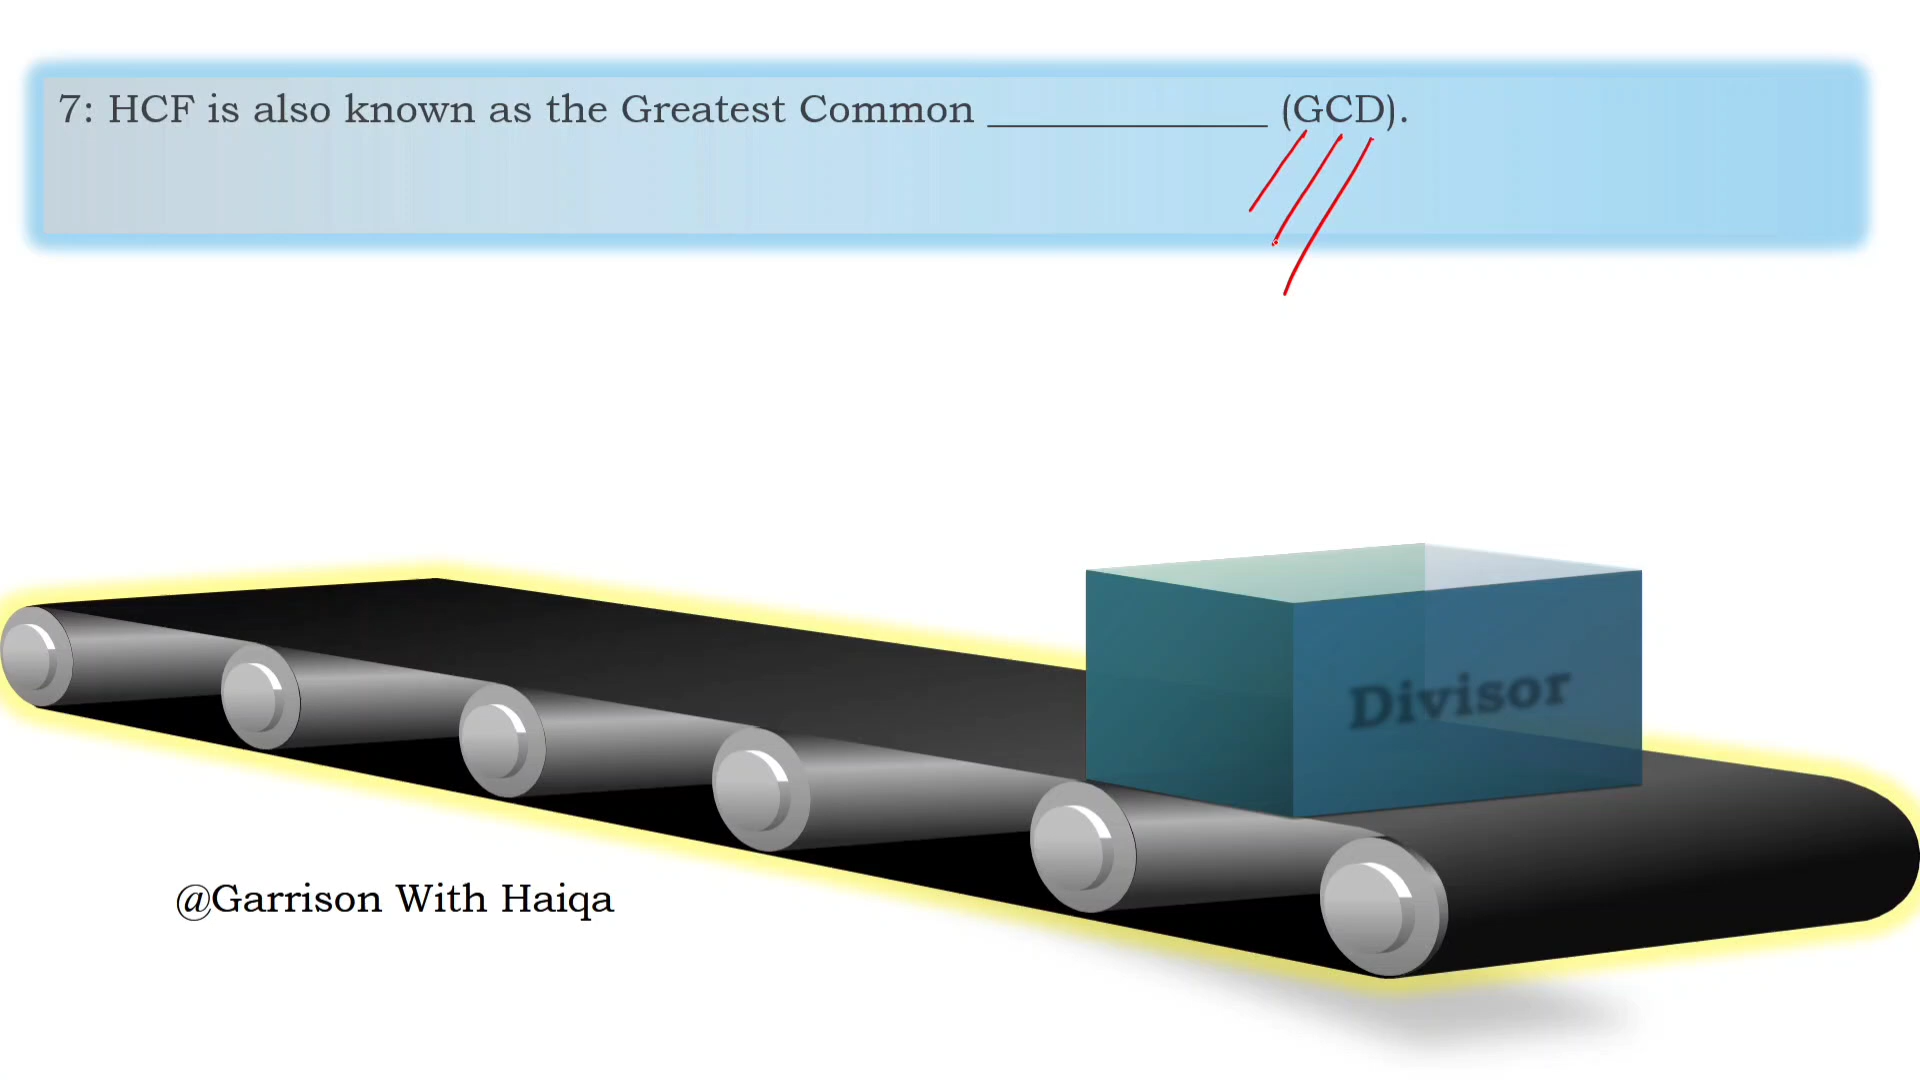 7: HCF is also known as the Greatest Common ______________ (GCD).
Divisor
@Garrison With Haiqa